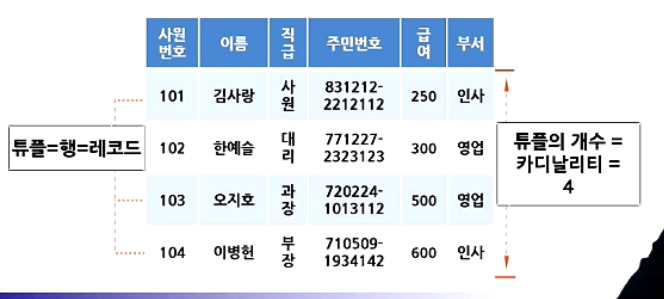 사원번호 이름 직급 주민번호 급여 부서
101 김사랑 사원 831212-2212112 250 인사
102 한예슬 대리 771227-2323123 300 영업
103 오지호 과장 720224-1013112 500 영업
104 이병헌 부장 710509-1934142 600 인사
튜플=행=레코드
튜플의 개수 =
카디날리티 =
4